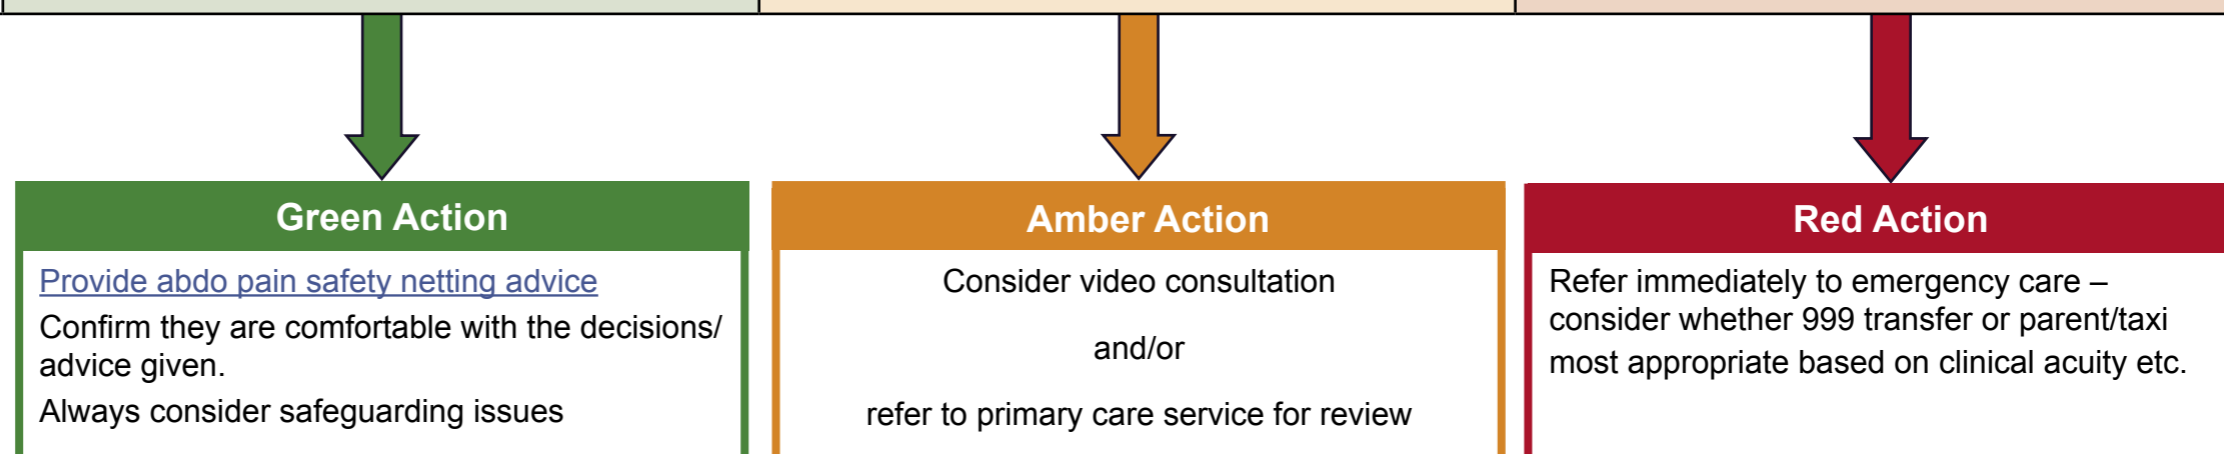 Green Action
Provide abdo pain safety netting advice
Confirm they are comfortable with the decisions/
advice given.
Always consider safeguarding issues
Amber Action
Consider video consultation
and/or
refer to primary care service for review
Red Action
Refer immediately to emergency care –
consider whether 999 transfer or parent/taxi
most appropriate based on clinical acuity etc.